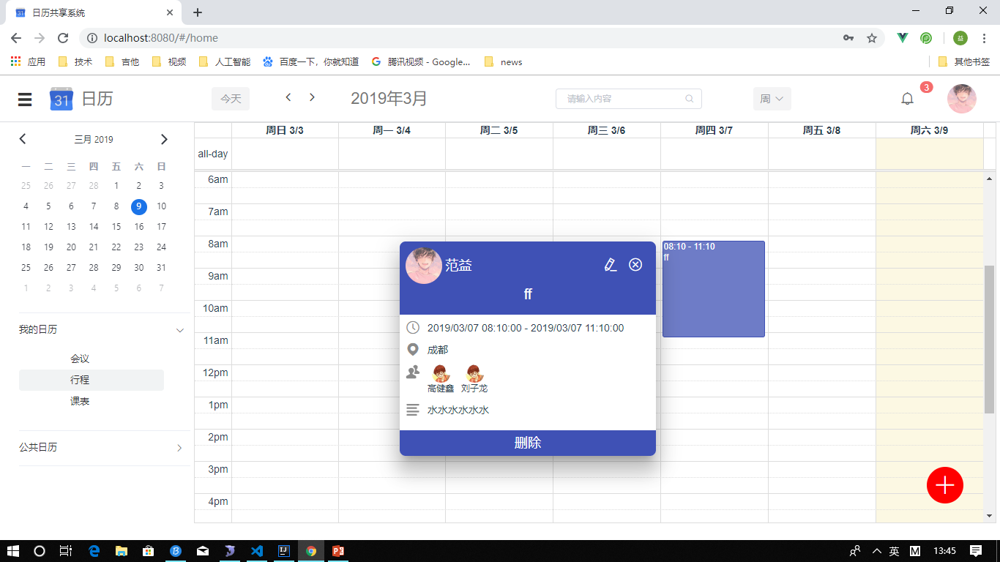 日历共享系统
localhost:8080/#/home
益
应用 技术 吉他 视频 人工智能 百度一下，你就知道 腾讯视频 - Google... news 其他书签
31 日历 今天 2019年3月 请输入内容 周 3
三月 2019
一 二 三 四 五 六 日
25 26 27 28 1 2 3
4 5 6 7 8 9 10
11 12 13 14 15 16 17
18 19 20 21 22 23 24
25 26 27 28 29 30 31
1 2 3 4 5 6 7
我的日历
会议
行程
课表
公共日历
周日 3/3 周一 3/4 周二 3/5 周三 3/6 周四 3/7 周五 3/8 周六 3/9
all-day
6am
7am
8am
9am
10am
11am
12pm
1pm
2pm
3pm
4pm
08:10 - 11:10
ff
范益
ff
2019/03/07 08:10:00 - 2019/03/07 11:10:00
成都
高健鑫 刘子龙
水水水水水水
删除
英 M 13:45